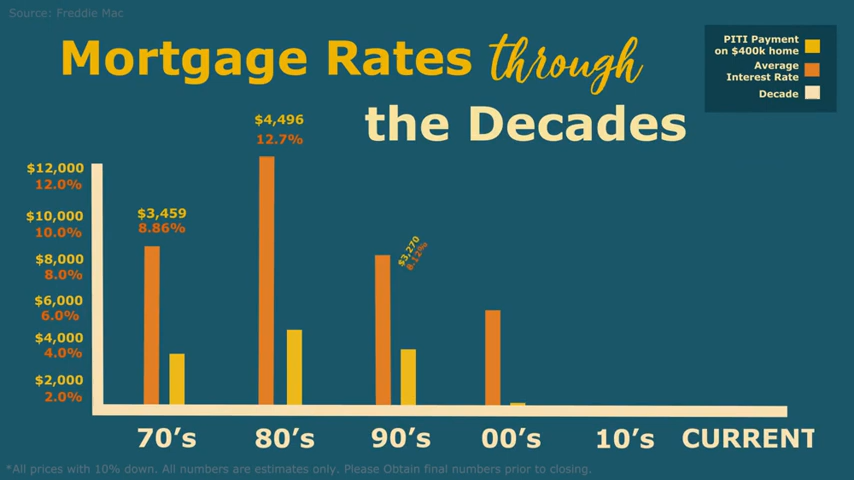 Source: Freddie Mac
Mortgage Rates through
the Decades
PITI Payment
on $400k home
Average
Interest Rate
Decade
$12,000
12.0%
$10,000
10.0%
$8,000
8.0%
$6,000
6.0%
$4,000
4.0%
$2,000
2.0%
$3,459
8.86%
$4,496
12.7%
$3,270
8.12%
70's
80's
90's
00's
10's
CURRENT
*All prices with 10% down. All numbers are estimates only. Please Obtain final numbers prior to closing.